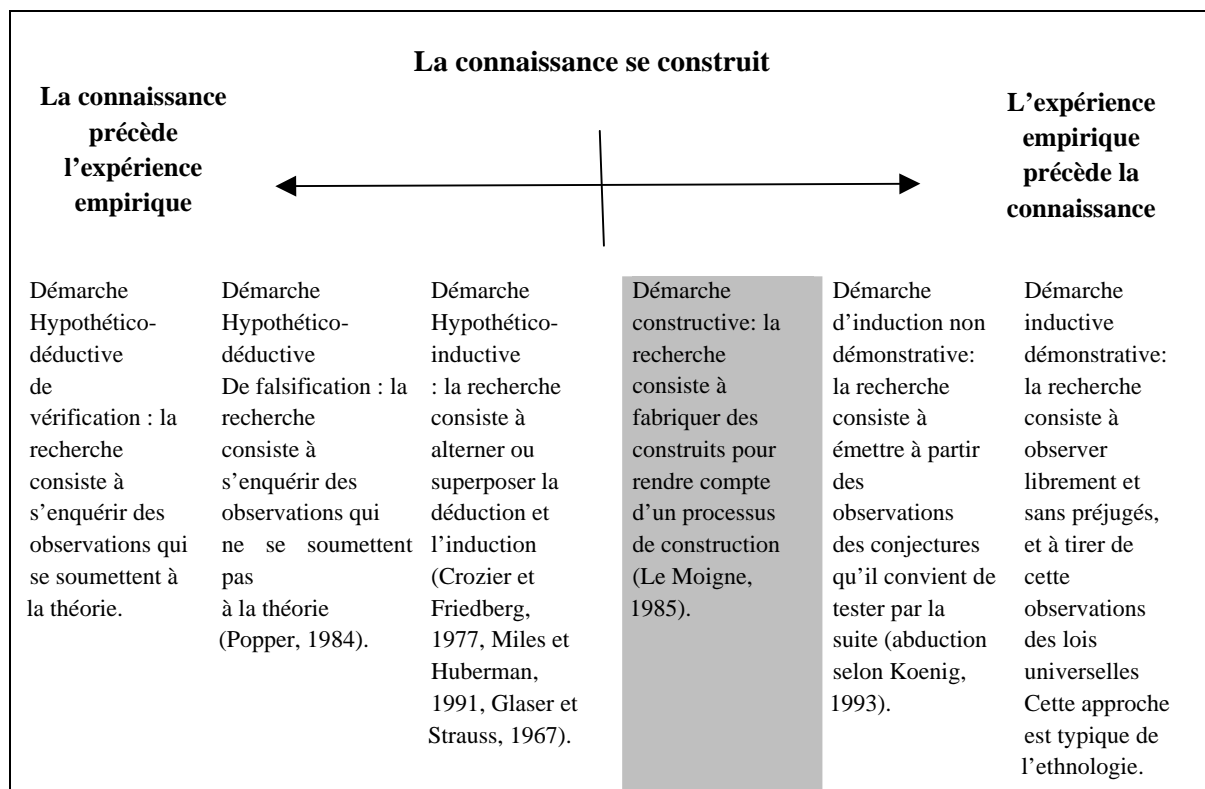 La connaissance se construit
La connaissance
précède
l’expérience
empirique
L’expérience
empirique
précède la
connaissance
Démarche
Hypothético-
déductive
de
vérification : la
recherche
consiste à
s’enquérir des
observations qui
se soumettent à
la théorie.
Démarche
Hypothético-
déductive
De falsification : la
recherche
consiste à
s’enquérir des
observations qui
ne se soumettent
pas
à la théorie
(Popper, 1984).
Démarche
Hypothético-
inductive
: la recherche
consiste à
alterner ou
superposer la
déduction et
l’induction
(Crozier et
Friedberg,
1977, Miles et
Huberman,
1991, Glaser et
Strauss, 1967).
Démarche
constructive: la
recherche
consiste à
fabriquer des
construits pour
rendre compte
d’un processus
de construction
(Le Moigne,
1985).
Démarche
d’induction non
démonstrative:
la recherche
consiste à
émettre à partir
des
observations
des conjectures
qu’il convient de
tester par la
suite (abduction
selon Koenig,
1993).
Démarche
inductive
démonstrative:
la recherche
consiste à
observer
librement et
sans préjugés,
et à tirer de
cette
observations
des lois
universelles
Cette approche
est typique de
l’ethnologie.